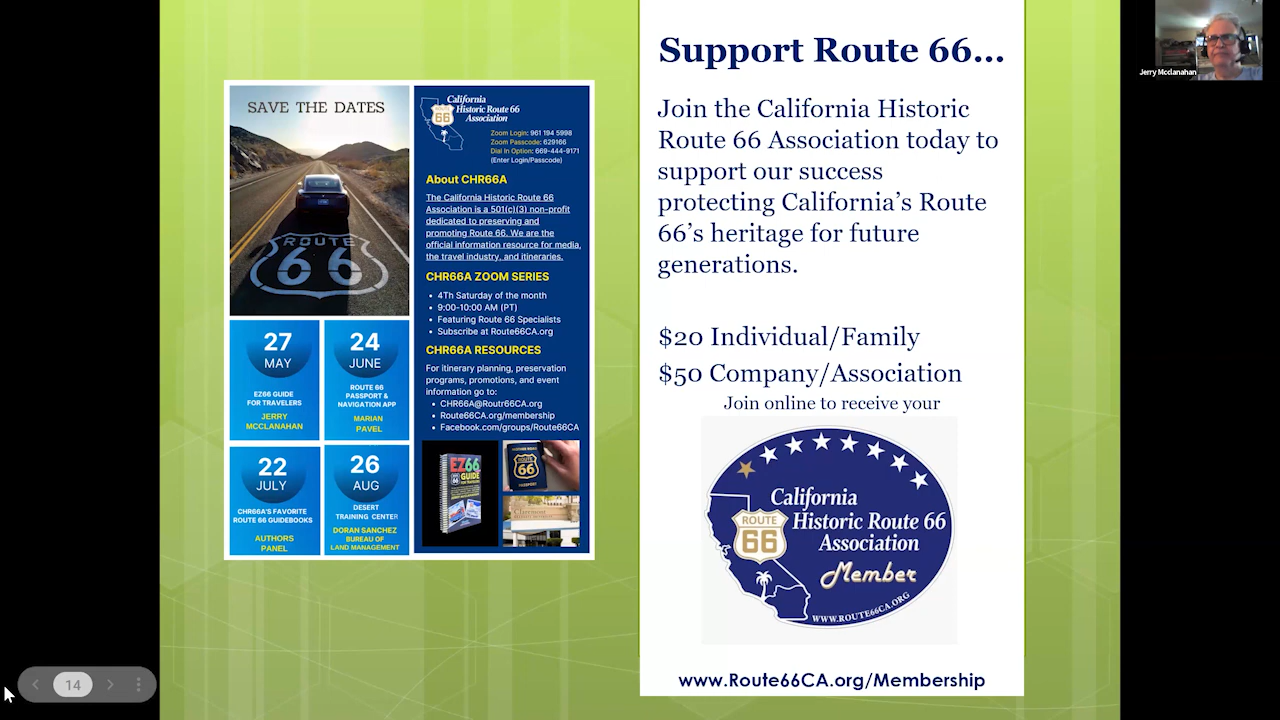 SAVE THE DATES
ROUTE
66
27
MAY
EZ66 GUIDE
FOR TRAVELERS
JERRY
MCCLANAHAN
24
JUNE
ROUTE 66
PASSPORT &
NAVIGATION APP
MARIAN
PAVEL
22
JULY
CHR66A'S FAVORITE
ROUTE 66 GUIDEBOOKS
AUTHORS
PANEL
26
AUG
DESERT
TRAINING CENTER
DORAN SANCHEZ
BUREAU OF
LAND MANAGEMENT
California
Historic Route 66
Association
ROUTE
66
Zoom Login: 961 194 5998
Zoom Passcode: 629166
Dial In Option: 669-444-9171
(Enter Login/Passcode)
About CHR66A
The California Historic Route 66
Association is a 501(c)(3) non-profit
dedicated to preserving and
promoting Route 66. We are the
official information resource for media,
the travel industry, and itineraries.
CHR66A ZOOM SERIES
• 4Th Saturday of the month
• 9:00-10:00 AM (PT)
• Featuring Route 66 Specialists
• Subscribe at Route66CA.org
CHR66A RESOURCES
For itinerary planning, preservation
programs, promotions, and event
information go to:
• CHR66A@Routr66CA.org
• Route66CA.org/membership
• Facebook.com/groups/Route66CA
EZ66
GUIDE
FOR TRAVELERS
MOTHER ROAD
ROUTE
66
PASSPORT
Claremont
Support Route 66...
Join the California Historic
Route 66 Association today to
support our success
protecting California's Route
66's heritage for future
generations.
$20 Individual/Family
$50 Company/Association
Join online to receive your
California
Historic Route 66
Association
Member
ROUTE
66
WWW.ROUTE66CA.ORG
www.Route66CA.org/Membership
Jerry Mcclanahan
14